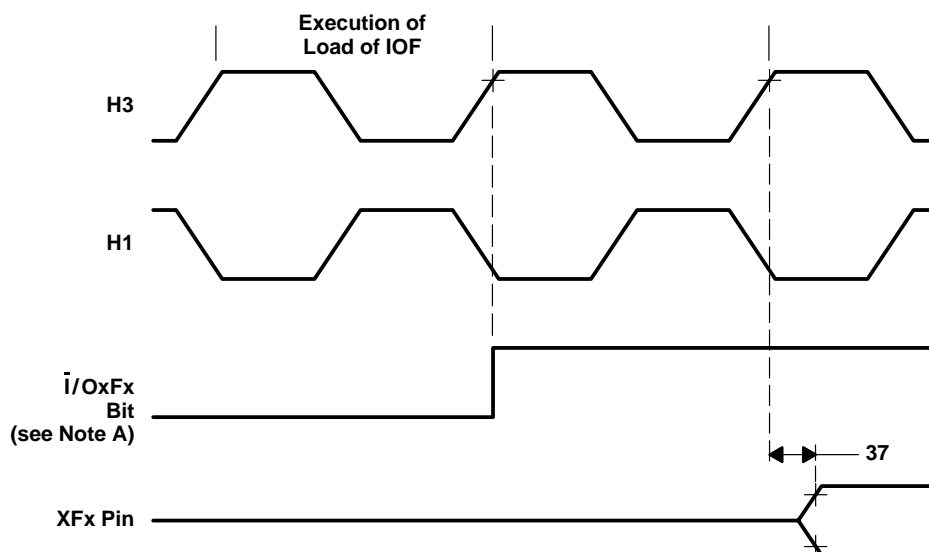 Execution of
Load of IOF
H3
H1
Ī/OxFx
Bit
(see Note A)
37
XFx Pin